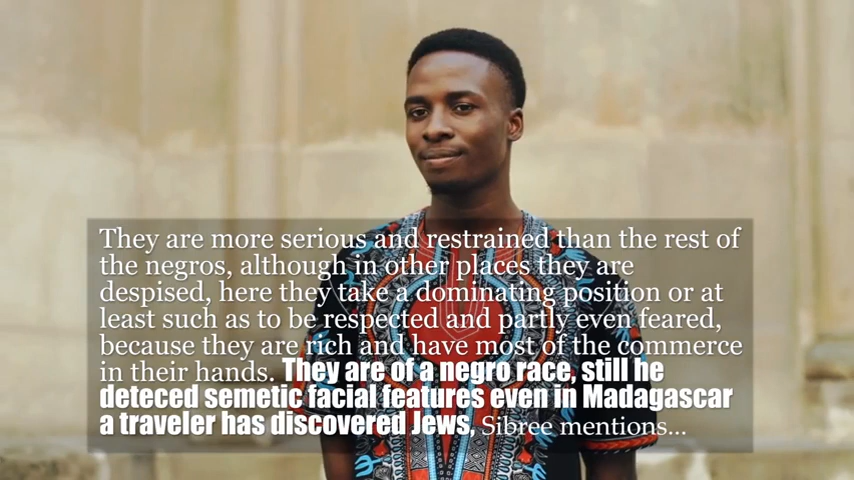 They are more serious and restrained than the rest of
the negros, although in other places they are
despised, here they take a dominating position or at
least such as to be respected and partly even feared,
because they are rich and have most of the commerce
in their hands. They are of a negro race, still he
deteced semetic facial features even in Madagascar
a traveler has discovered Jews, Sibree mentions...